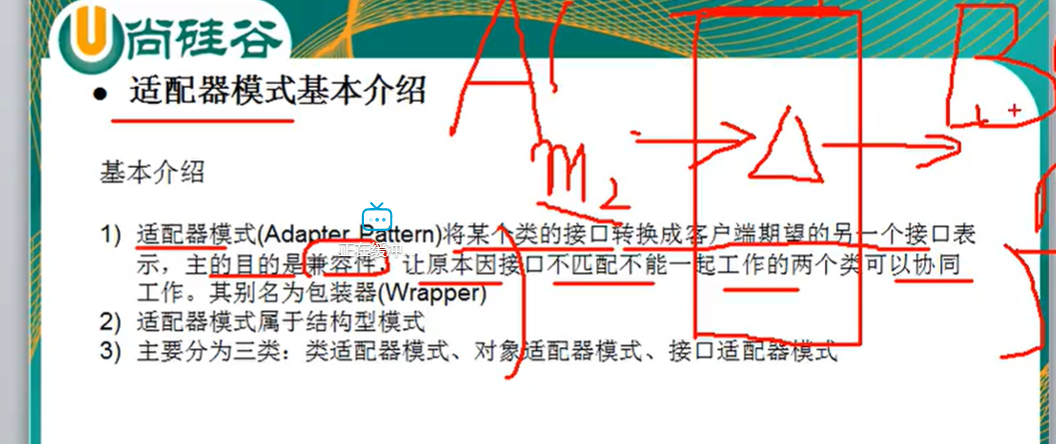 尚硅谷
● 适配器模式基本介绍
A
B
m2
基本介绍
1) 适配器模式(Adapter Pattern)将某个类的接口转换成客户端期望的另一个接口表
示，主的目的是兼容性，让原本因接口不匹配不能一起工作的两个类可以协同
工作。其别名为包装器(Wrapper)
正在缓冲
2) 适配器模式属于结构型模式
3) 主要分为三类：类适配器模式、对象适配器模式、接口适配器模式